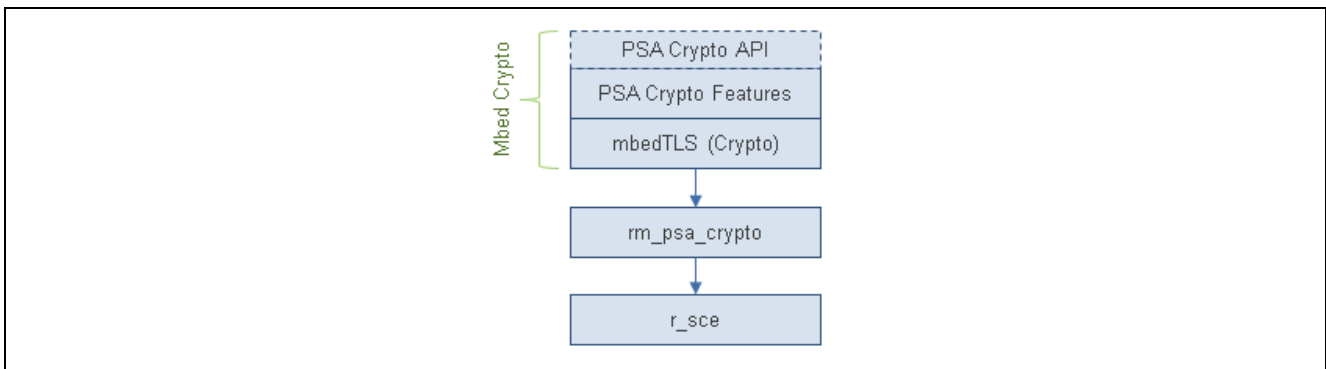 Mbed Crypto
PSA Crypto API
PSA Crypto Features
mbedTLS (Crypto)
rm_psa_crypto
r_sce